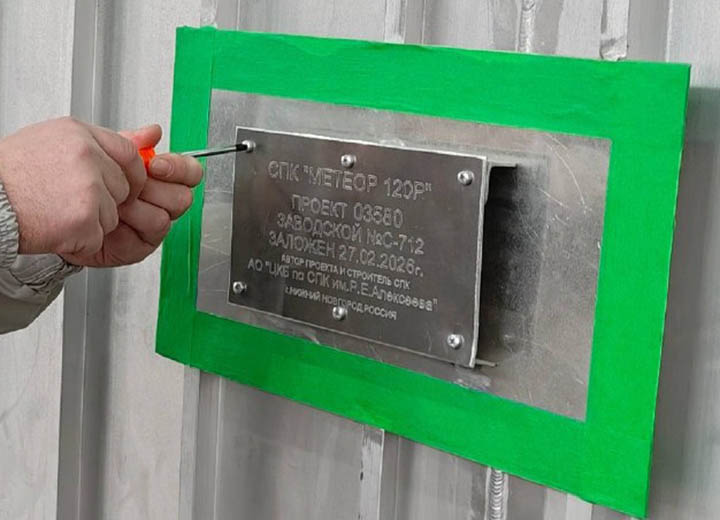 СПК "МЕТЕОР 120Р"
ПРОЕКТ 03580
ЗАВОДСКОЙ №С-712
ЗАЛОЖЕН 27.02.2026г.
АВТОР ПРОЕКТА И СТРОИТЕЛЬ СПК
АО "ЦКБ по СПК им.Р.Е.Алексеева"
г.НИЖНИЙ НОВГОРОД, РОССИЯ